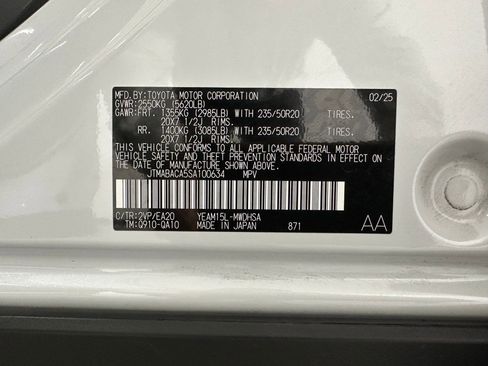 MFD.BY:TOYOTA MOTOR CORPORATION 02/25
GVWR:2550KG (5620LB)
GAWR:FRT. 1355KG (2985LB) WITH 235/50R20 TIRES.
20X7 1/2J RIMS.
RR. 1400KG (3085LB) WITH 235/50R20 TIRES.
20X7 1/2J RIMS.
THIS VEHICLE CONFORMS TO ALL APPLICABLE FEDERAL MOTOR
VEHICLE SAFETY AND THEFT PREVENTION STANDARDS IN EFFECT ON
THE DATE OF MANUFACTURE SHOWN ABOVE.
JTMABACA5SA100634 MPV
C/TR:2VP/EA20 YEAM15L-MWDHSA
TM:Q910-QA10 MADE IN JAPAN 871
AA